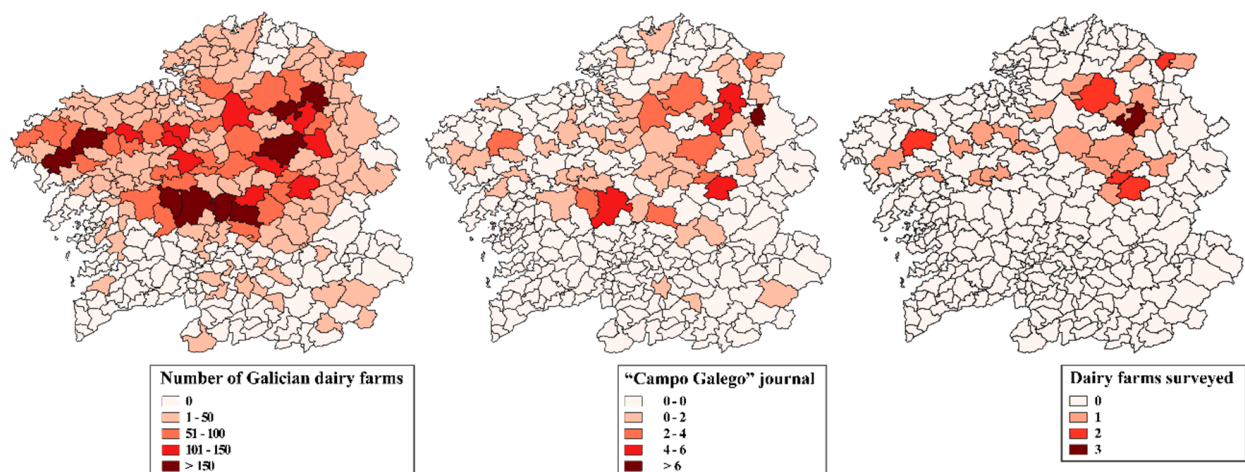 Number of Galician dairy farms
0
1 - 50
51 - 100
101 - 150
> 150
“Campo Galego” journal
0 - 0
0 - 2
2 - 4
4 - 6
> 6
Dairy farms surveyed
0
1
2
3